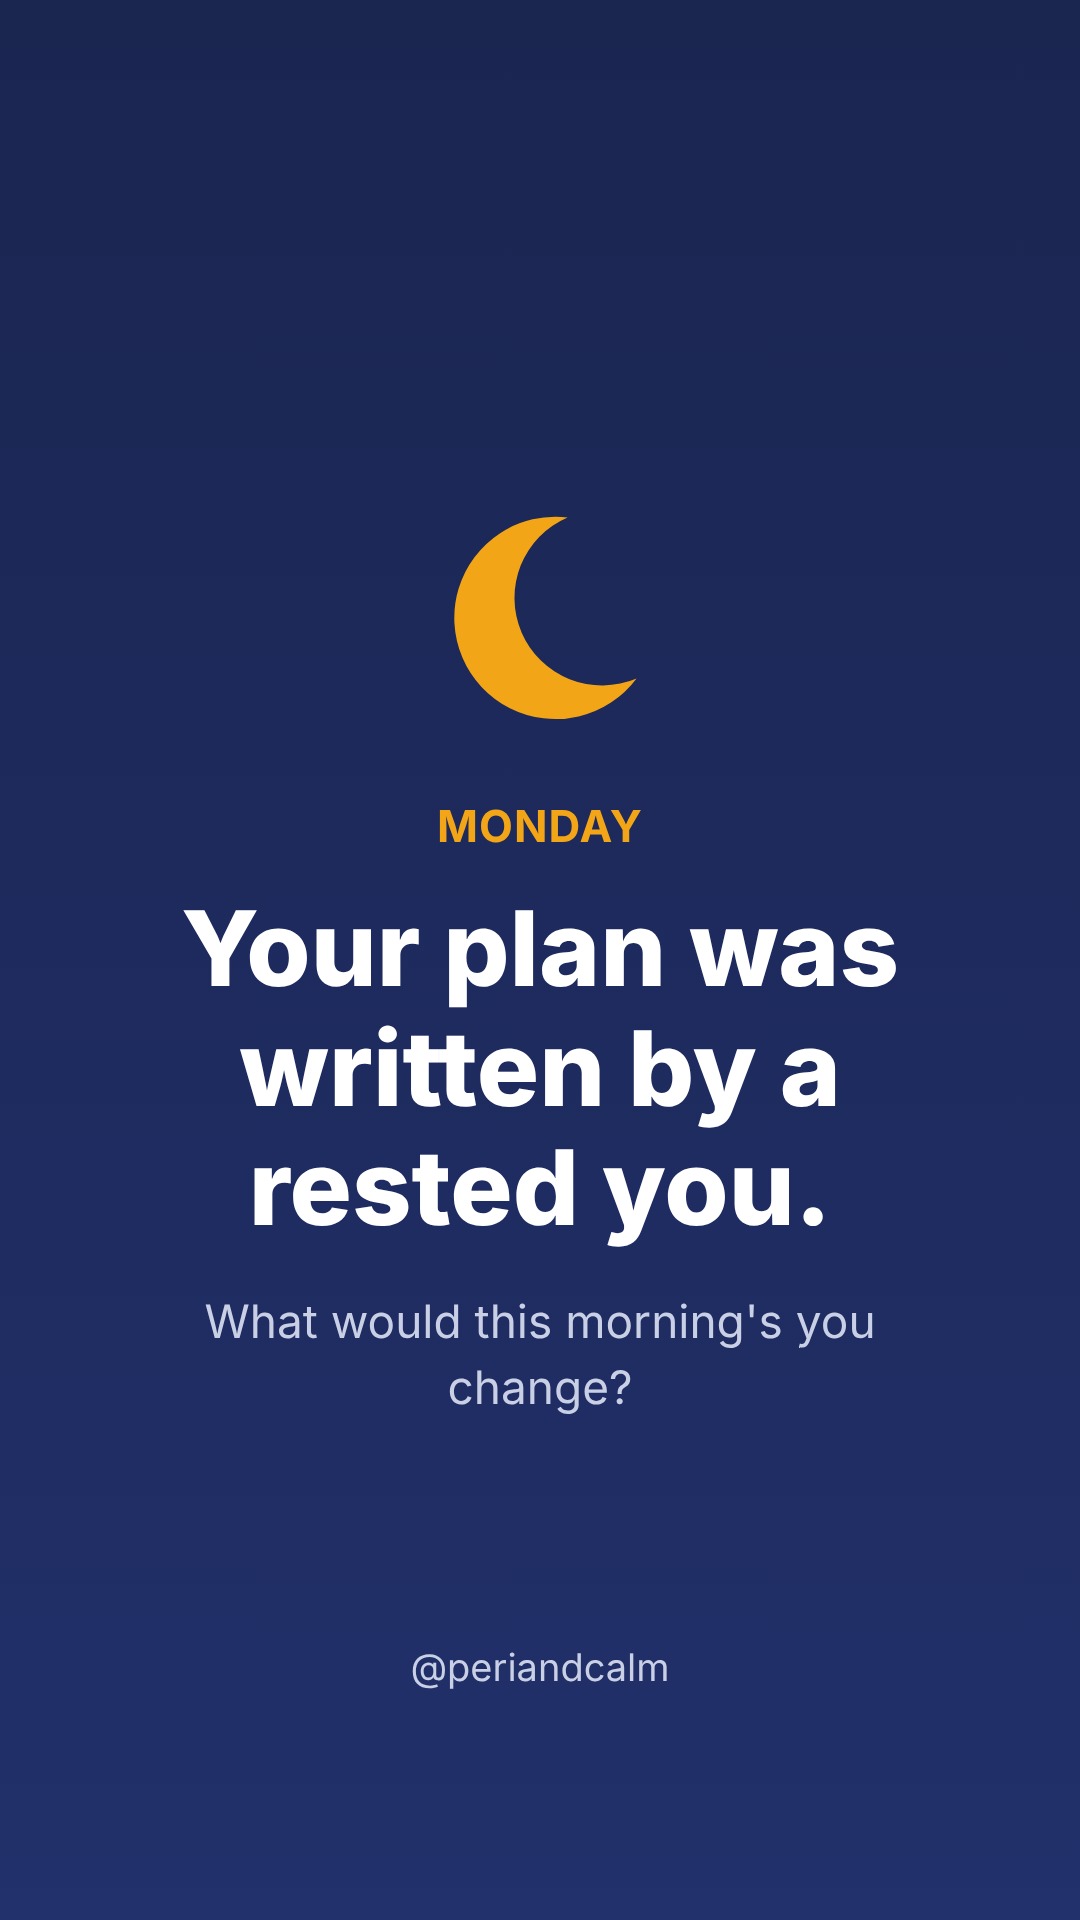 MONDAY
Your plan was
written by a
rested you.
What would this morning's you
change?
@periandcalm